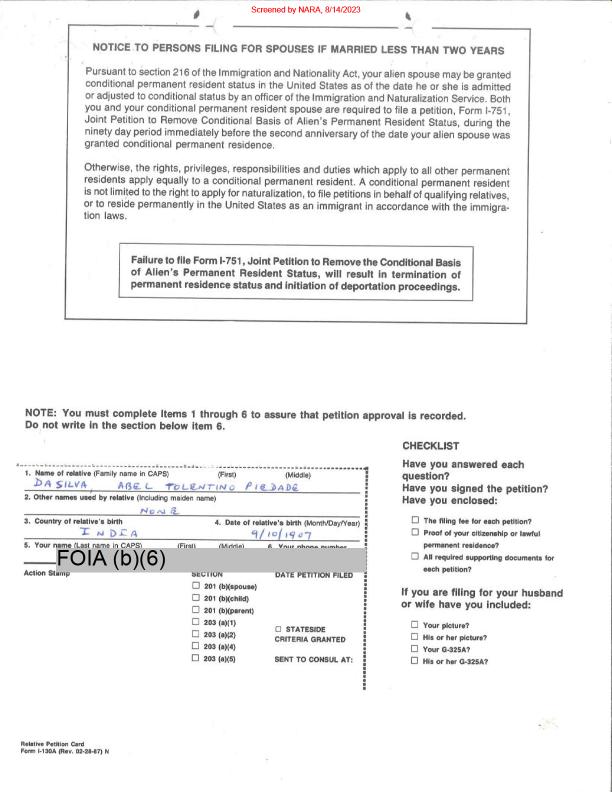 Screened by NARA, 8/14/2023
NOTICE TO PERSONS FILING FOR SPOUSES IF MARRIED LESS THAN TWO YEARS
Pursuant to section 216 of the Immigration and Nationality Act, your alien spouse may be granted
conditional permanent resident status in the United States as of the date he or she is admitted
or adjusted to conditional status by an officer of the Immigration and Naturalization Service. Both
you and your conditional permanent resident spouse are required to file a petition, Form I-751,
Joint Petition to Remove Conditional Basis of Alien's Permanent Resident Status, during the
ninety day period immediately before the second anniversary of the date your alien spouse was
granted conditional permanent residence.
Otherwise, the rights, privileges, responsibilities and duties which apply to all other permanent
residents apply equally to a conditional permanent resident. A conditional permanent resident
is not limited to the right to apply for naturalization, to file petitions in behalf of qualifying relatives,
or to reside permanently in the United States as an immigrant in accordance with the immigra-
tion laws.
Failure to file Form I-751, Joint Petition to Remove the Conditional Basis
of Alien's Permanent Resident Status, will result in termination of
permanent residence status and initiation of deportation proceedings.
NOTE: You must complete Items 1 through 6 to assure that petition approval is recorded.
Do not write in the section below item 6.
1. Name of relative (Family name in CAPS) (First) (Middle)
DASILVA, ABEL TOLENTINO PIEDADE
2. Other names used by relative (Including maiden name)
NONE
3. Country of relative's birth 4. Date of relative's birth (Month/Day/Year)
INDIA 9/10/1907
5. Your name (Last name in CAPS) (First) (Middle) 6. Your phone number
FOIA (b)(6)
Action Stamp SECTION DATE PETITION FILED
201 (b)(spouse)
201 (b)(child)
201 (b)(parent)
203 (a)(1)
203 (a)(2)
203 (a)(4)
203 (a)(5)
STATESIDE
CRITERIA GRANTED
SENT TO CONSUL AT:
CHECKLIST
Have you answered each
question?
Have you signed the petition?
Have you enclosed:
The filing fee for each petition?
Proof of your citizenship or lawful
permanent residence?
All required supporting documents for
each petition?
If you are filing for your husband
or wife have you included:
Your picture?
His or her picture?
Your G-325A?
His or her G-325A?
Relative Petition Card
Form I-130A (Rev. 02-28-87) N